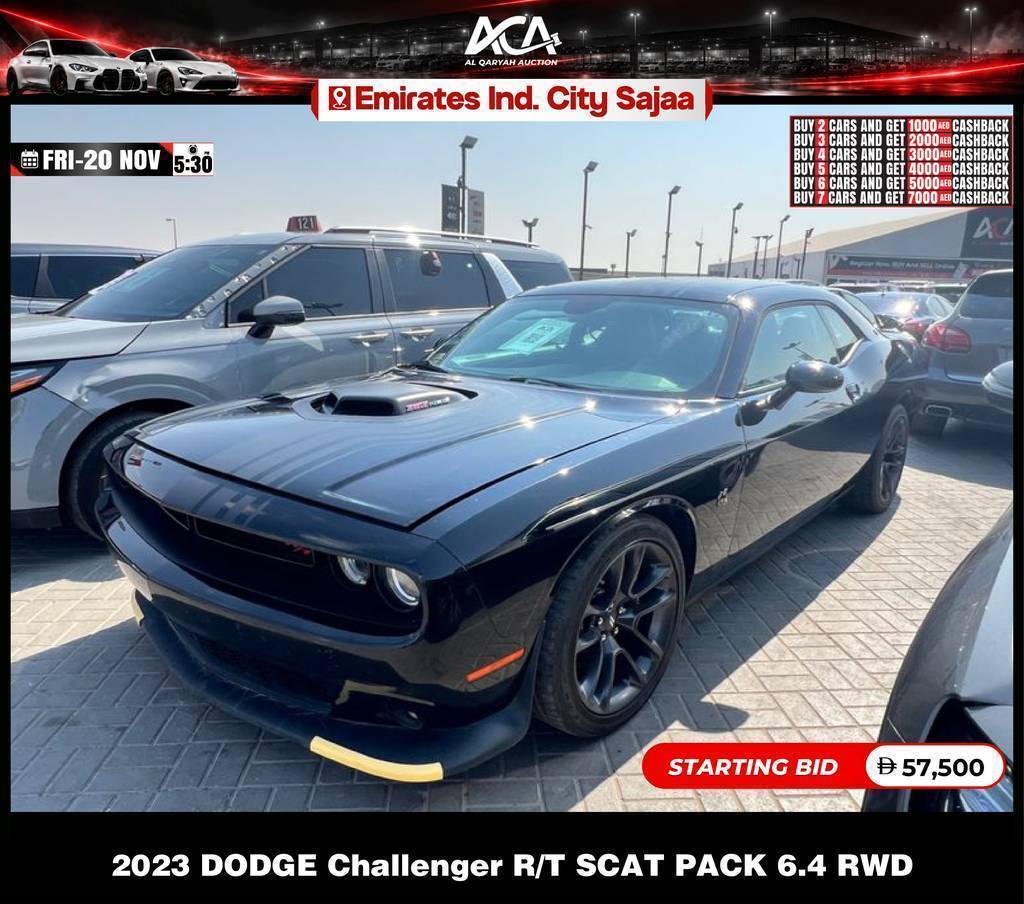 ACA
AL QARYAH AUCTION
Emirates Ind. City Sajaa
FRI-20 NOV 5:30
BUY 2 CARS AND GET 1000 AED CASHBACK
BUY 3 CARS AND GET 2000 AED CASHBACK
BUY 4 CARS AND GET 3000 AED CASHBACK
BUY 5 CARS AND GET 4000 AED CASHBACK
BUY 6 CARS AND GET 5000 AED CASHBACK
BUY 7 CARS AND GET 7000 AED CASHBACK
121
ACA
R/T
STARTING BID 57,500
2023 DODGE Challenger R/T SCAT PACK 6.4 RWD